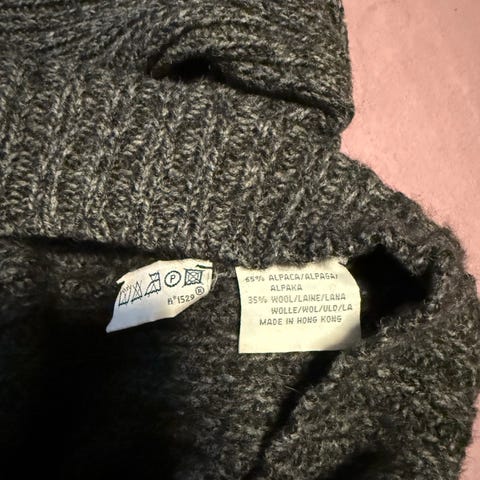 P
N°1529®
65% ALPACA/ALPAGA/
ALPAKA
35% WOOL/LAINE/LANA
WOLLE/WOL/ULD/LA
MADE IN HONG KONG